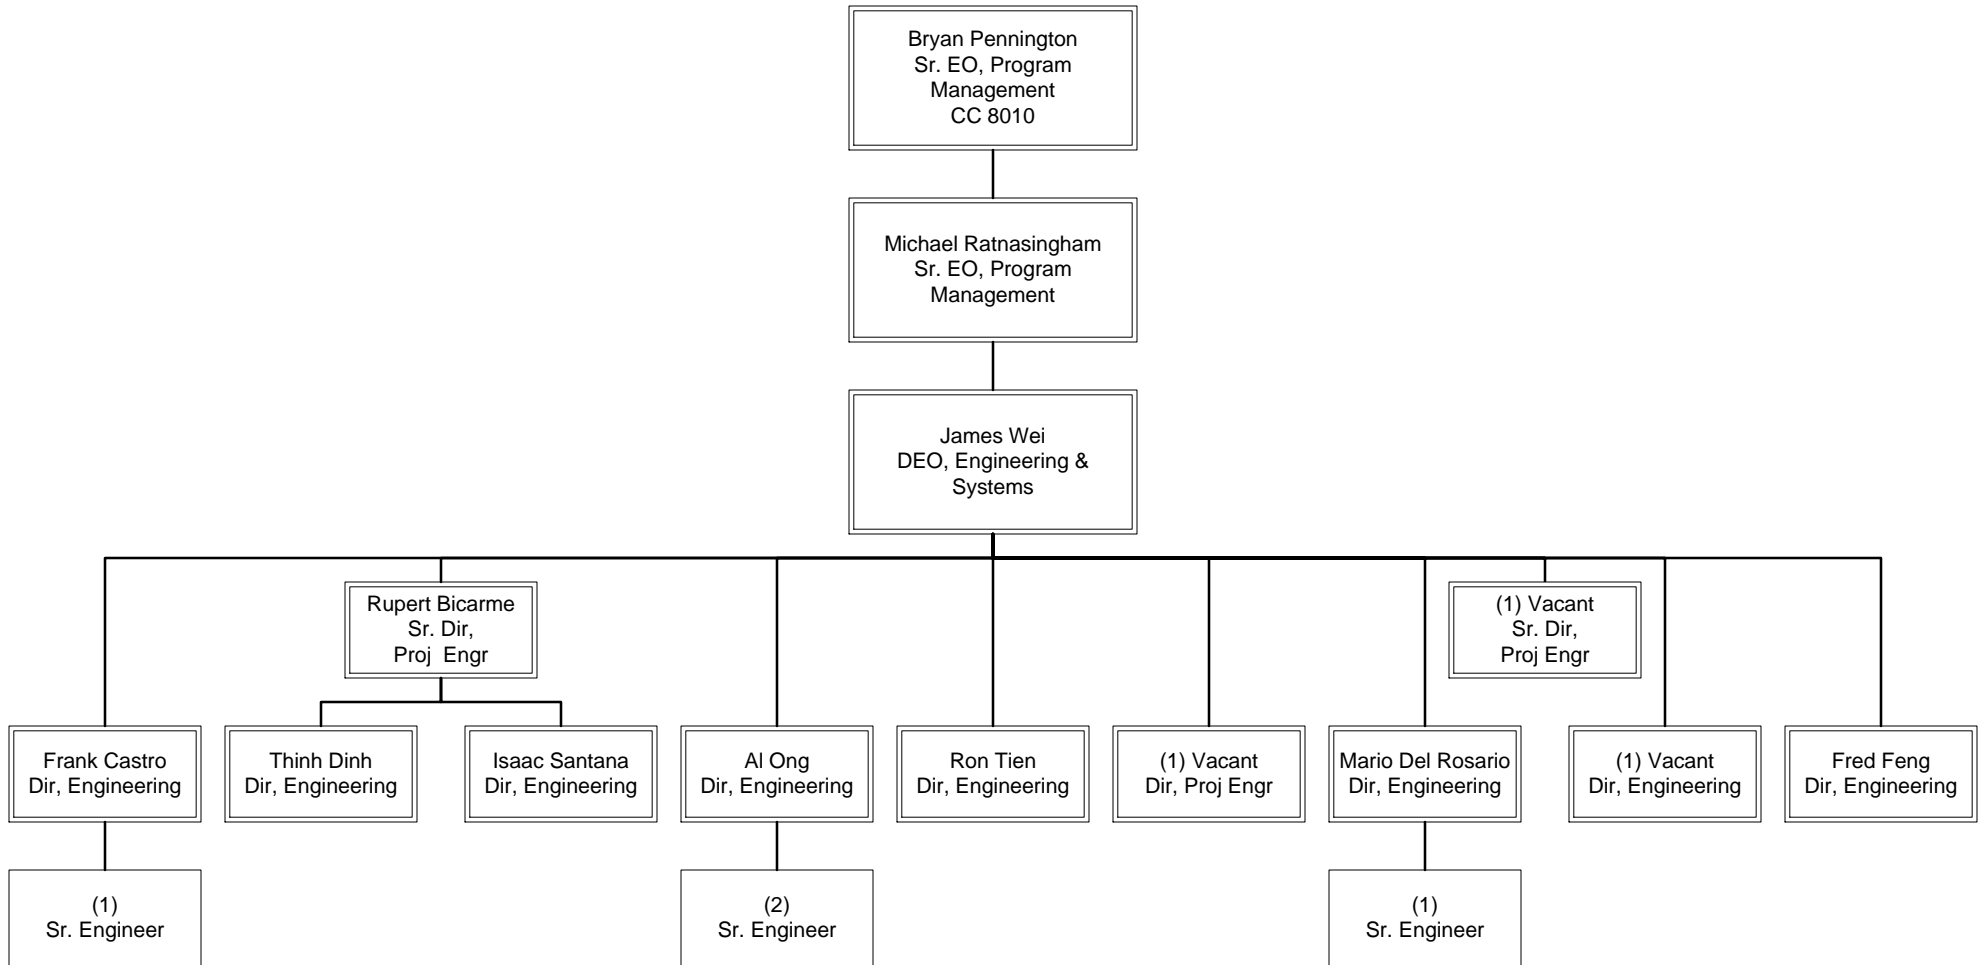 Bryan Pennington
Sr. EO, Program
Management
CC 8010
Michael Ratnasingham
Sr. EO, Program
Management
James Wei
DEO, Engineering &
Systems
Rupert Bicarme
Sr. Dir,
Proj Engr
(1) Vacant
Sr. Dir,
Proj Engr
Frank Castro
Dir, Engineering
Thinh Dinh
Dir, Engineering
Isaac Santana
Dir, Engineering
Al Ong
Dir, Engineering
Ron Tien
Dir, Engineering
(1) Vacant
Dir, Proj Engr
Mario Del Rosario
Dir, Engineering
(1) Vacant
Dir, Engineering
Fred Feng
Dir, Engineering
(1)
Sr. Engineer
(2)
Sr. Engineer
(1)
Sr. Engineer